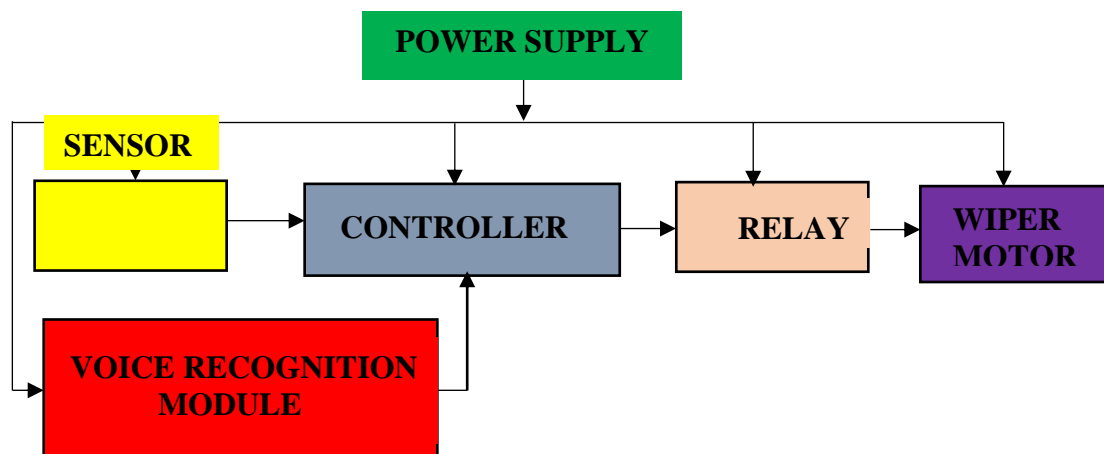 POWER SUPPLY
SENSOR
CONTROLLER
RELAY
WIPER
MOTOR
VOICE RECOGNITION
MODULE